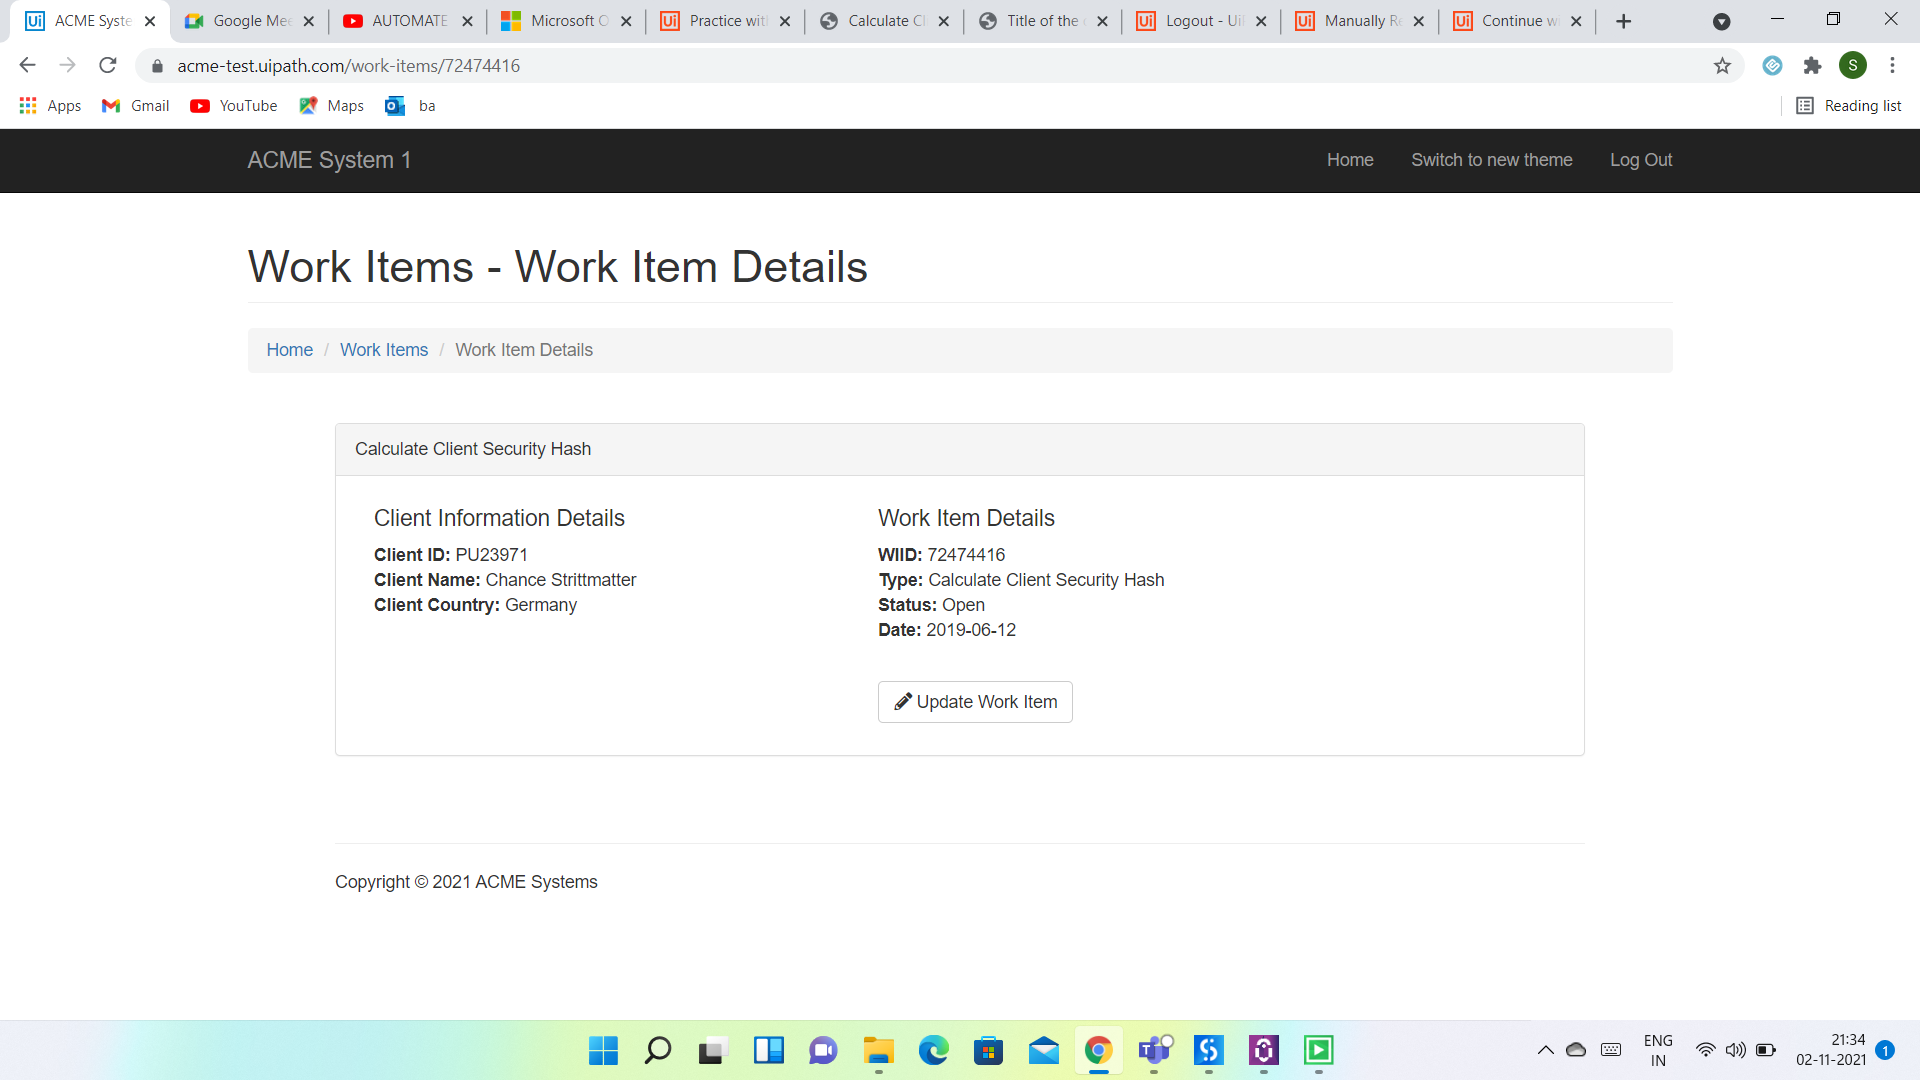 ACME Syste
Google Mee
AUTOMATE
Microsoft O
Practice wit
Calculate Cl
Title of the
Logout - Ui
Manually Re
Continue wi
acme-test.uipath.com/work-items/72474416
S
Apps
Gmail
YouTube
Maps
ba
Reading list
ACME System 1
Home
Switch to new theme
Log Out
Work Items - Work Item Details
Home / Work Items / Work Item Details
Calculate Client Security Hash
Client Information Details
Client ID: PU23971
Client Name: Chance Strittmatter
Client Country: Germany
Work Item Details
WIID: 72474416
Type: Calculate Client Security Hash
Status: Open
Date: 2019-06-12
Update Work Item
Copyright © 2021 ACME Systems
ENG
IN
21:34
02-11-2021
1